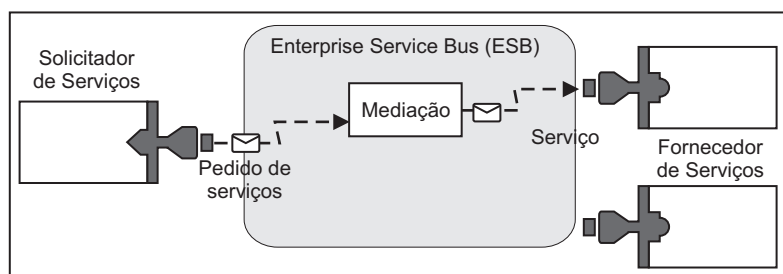 Solicitador
de Serviços
Enterprise Service Bus (ESB)
Mediação
Pedido de
serviços
Serviço
Fornecedor
de Serviços